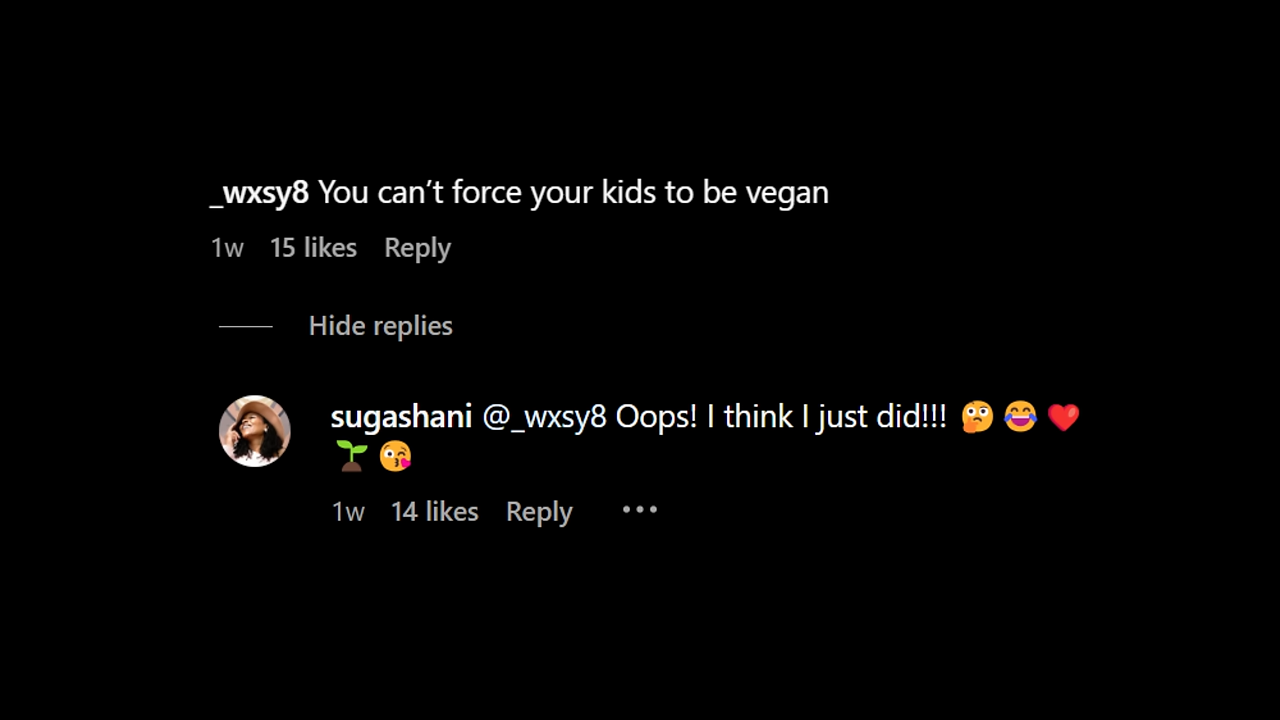 _wxsy8 You can’t force your kids to be vegan
1w 15 likes Reply
Hide replies
sugashani @_wxsy8 Oops! I think I just did!!! 🤔😂❤️
🌱😘
1w 14 likes Reply •••